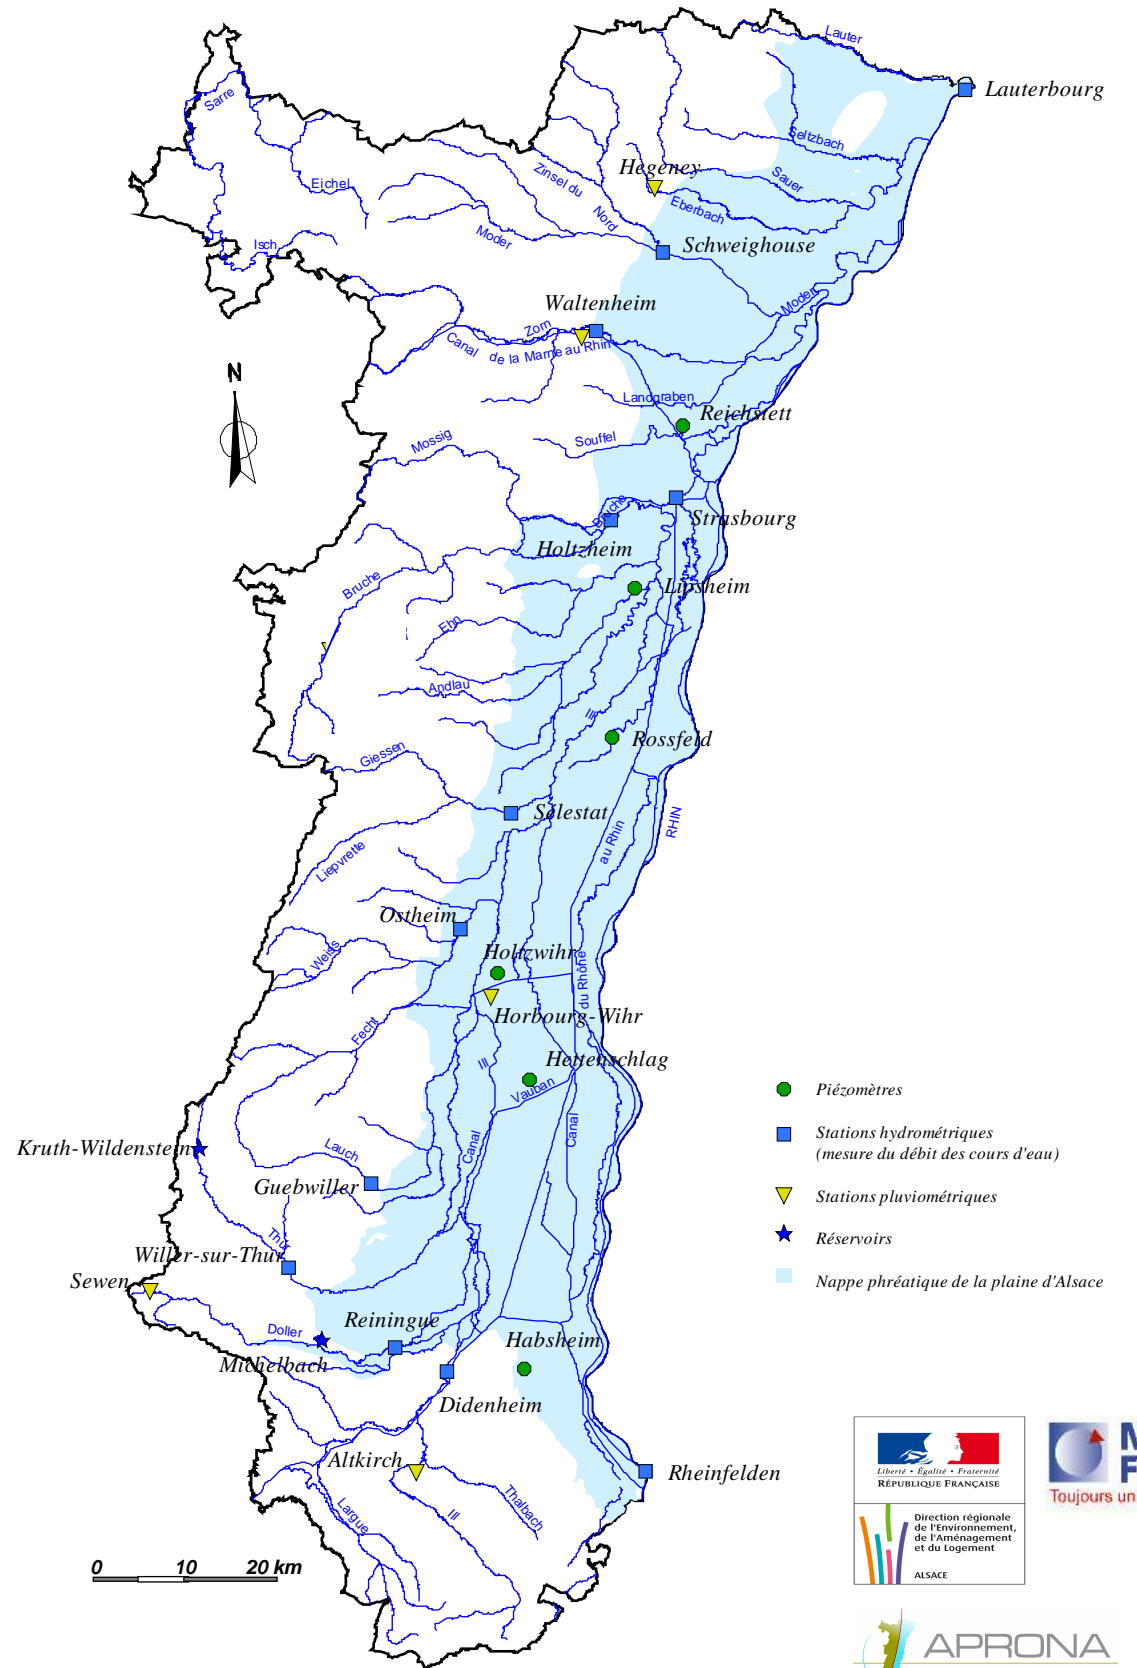 Lauter
Lauterbourg
Sarre
Seltzbach
Hegeney
Zinsel du
Nord
Sauer
Eichel
Eberbach
Moder
Isch
Schweighouse
Waltenheim
Moder
Zorn
Canal
de la Marne au Rhin
N
Landgraben
Reichstett
Mossig
Souffel
Bruche
Strasbourg
Holtzheim
Bruche
Lipsheim
Ehn
Andlau
Ill
Rossfeld
Giessen
Sélestat
au Rhin
RHIN
Liepvrette
Ostheim
Weiss
Holtzwihr
du Rhône
Horbourg-Wihr
Fecht
Ill
Hettenschlag
Vauban
Piézomètres
Canal
Canal
Stations hydrométriques
(mesure du débit des cours d'eau)
Kruth-Wildenstein
Lauch
Guebwiller
Stations pluviométriques
Thur
Réservoirs
Willer-sur-Thur
Sewen
Nappe phréatique de la plaine d'Alsace
Reiningue
Doller
Habsheim
Michelbach
Didenheim
Altkirch
Rheinfelden
Largue
Ill
Thalbach
0 10 20 km
Liberté • Égalité • Fraternité
RÉPUBLIQUE FRANÇAISE
Direction régionale
de l'Environnement,
de l'Aménagement
et du Logement
ALSACE
M
F
Toujours un
APRONA